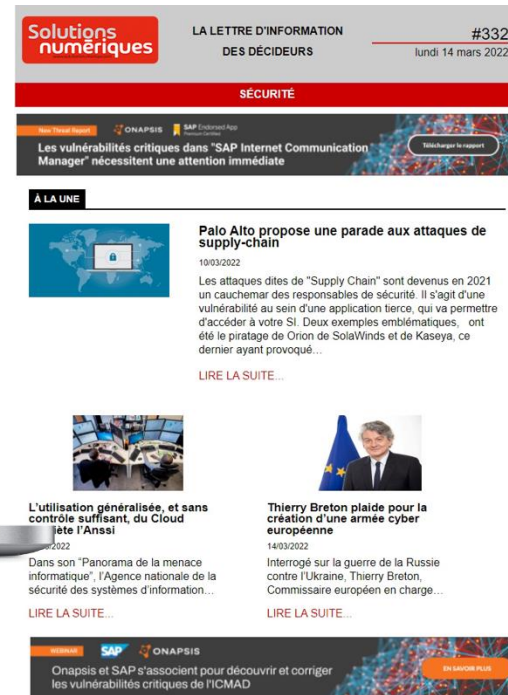 Solutions
numériques
LA LETTRE D'INFORMATION
DES DÉCIDEURS
#332
lundi 14 mars 2022
SÉCURITÉ
New Threat Report
ONAPSIS
SAP Endorsed App
Premium Certified
Les vulnérabilités critiques dans "SAP Internet Communication
Manager" nécessitent une attention immédiate
Télécharger le rapport
À LA UNE
Palo Alto propose une parade aux attaques de
supply-chain
10/03/2022
Les attaques dites de "Supply Chain" sont devenus en 2021
un cauchemar des responsables de sécurité. Il s'agit d'une
vulnérabilité au sein d'une application tierce, qui va permettre
d'accéder à votre SI. Deux exemples emblématiques, ont
été le piratage de Orion de SolaWinds et de Kaseya, ce
dernier ayant provoqué…
LIRE LA SUITE...
L'utilisation généralisée, et sans
contrôle suffisant, du Cloud
iète l'Anssi
/2022
Dans son "Panorama de la menace
informatique", l'Agence nationale de la
sécurité des systèmes d'information…
LIRE LA SUITE...
Thierry Breton plaide pour la
création d'une armée cyber
européenne
14/03/2022
Interrogé sur la guerre de la Russie
contre l'Ukraine, Thierry Breton,
Commissaire européen en charge…
LIRE LA SUITE...
WEBINAR
SAP
ONAPSIS
Onapsis et SAP s'associent pour découvrir et corriger
les vulnérabilités critiques de l'ICMAD
EN SAVOIR PLUS